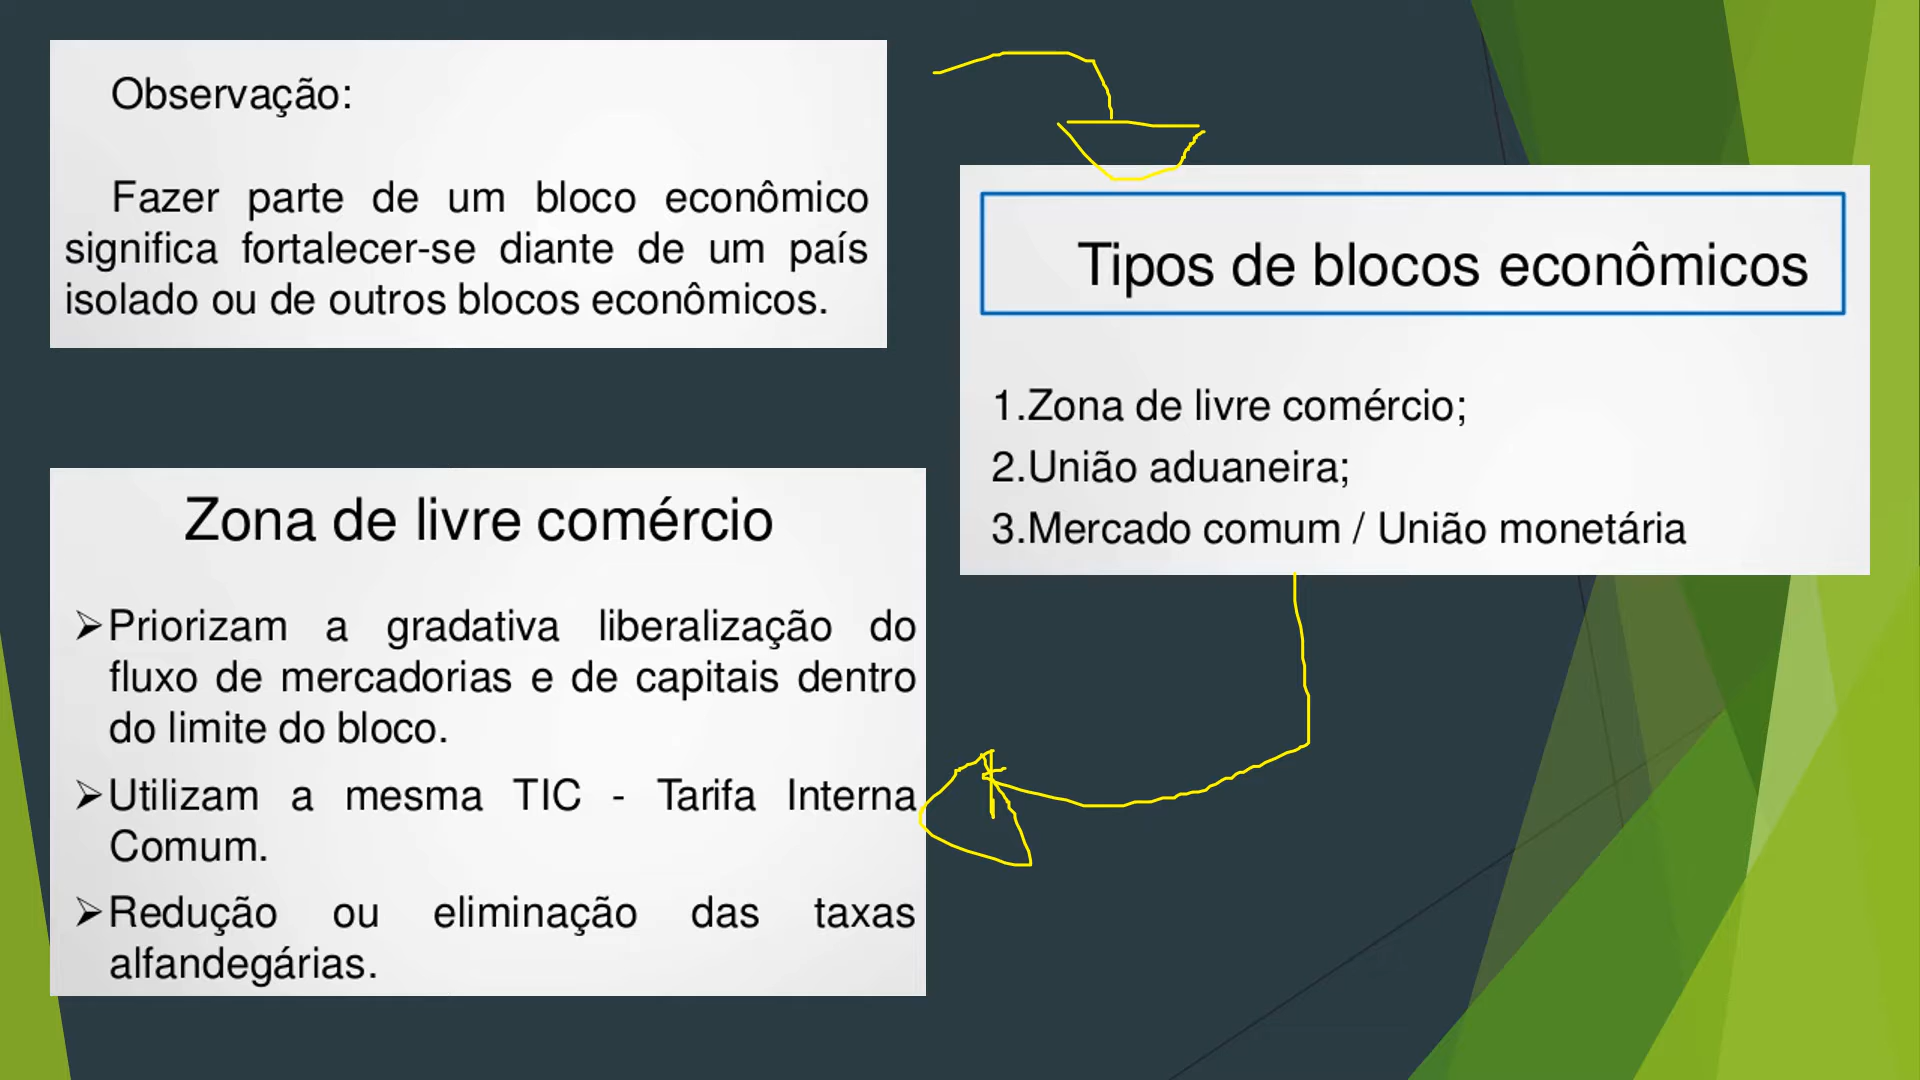 Observação:
Fazer parte de um bloco econômico
significa fortalecer-se diante de um país
isolado ou de outros blocos econômicos.
Tipos de blocos econômicos
1.Zona de livre comércio;
2.União aduaneira;
3.Mercado comum / União monetária
Zona de livre comércio
➢Priorizam a gradativa liberalização do
fluxo de mercadorias e de capitais dentro
do limite do bloco.
➢Utilizam a mesma TIC - Tarifa Interna
Comum.
➢Redução ou eliminação das taxas
alfandegárias.